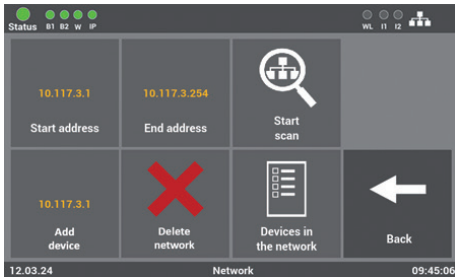 Status B1 B2 W IP WL I1 I2
10.117.3.1
Start address
10.117.3.254
End address
Start
scan
10.117.3.1
Add
device
Delete
network
Devices in
the network
Back
12.03.24 Network 09:45:06